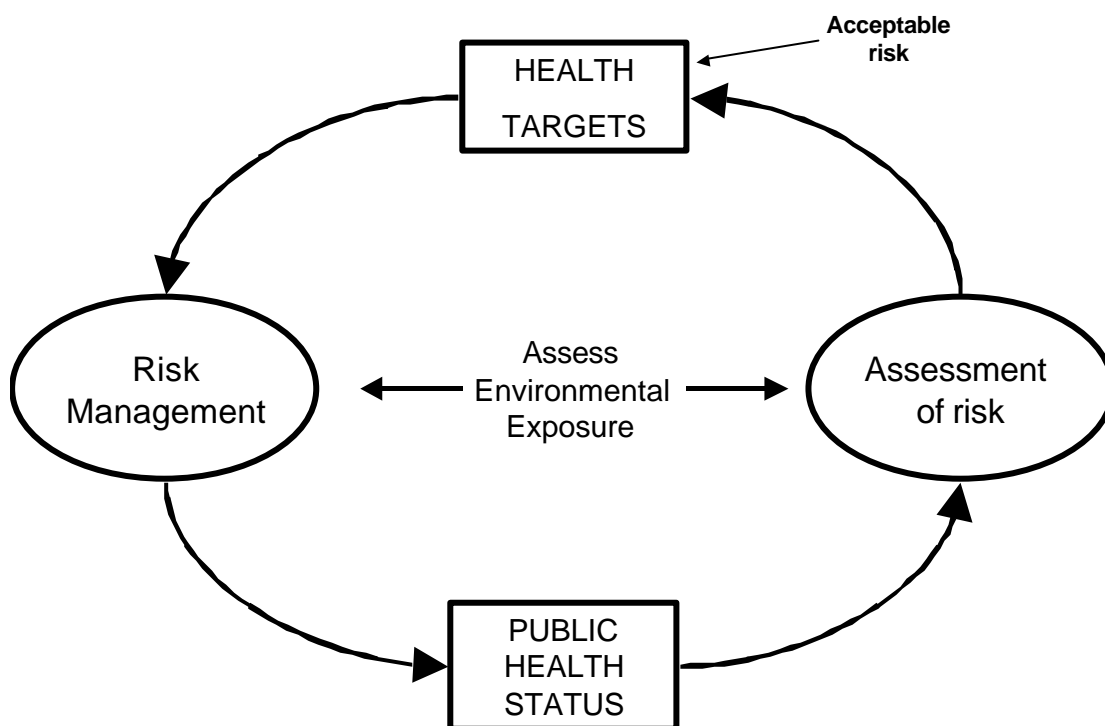 Acceptable
risk
HEALTH
TARGETS
Risk
Management
Assess
Environmental
Exposure
Assessment
of risk
PUBLIC
HEALTH
STATUS